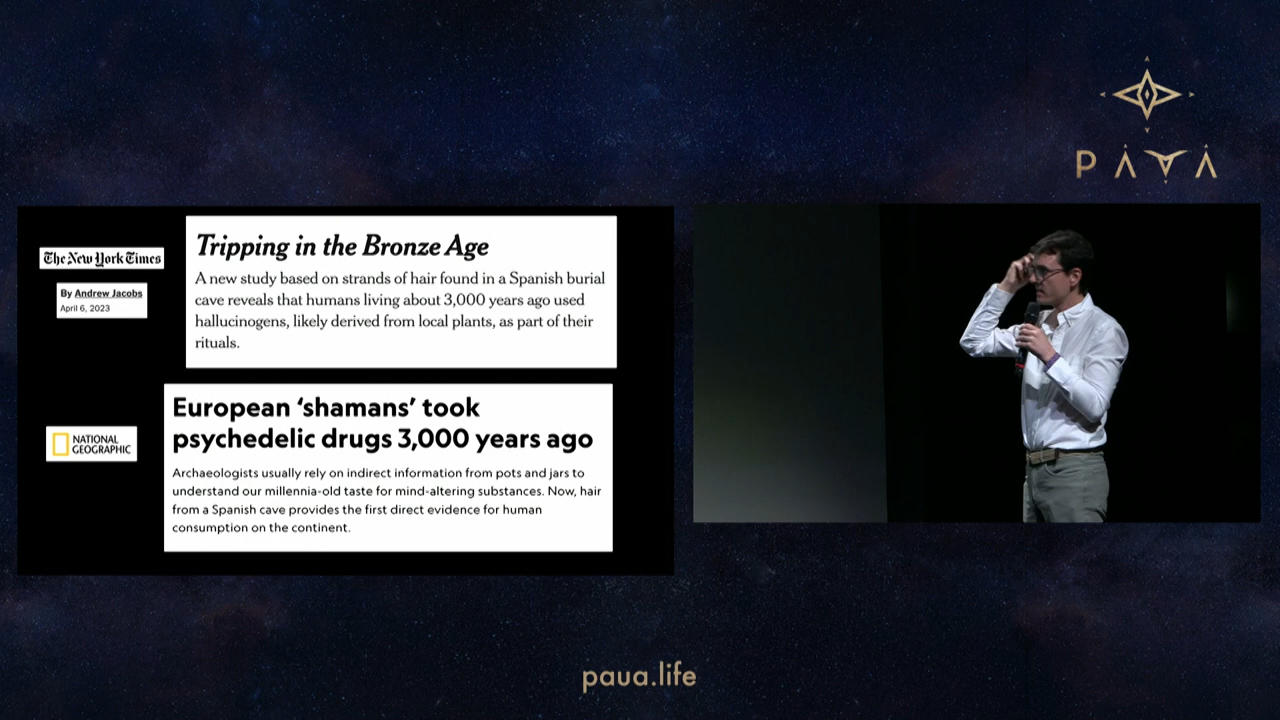 PAUA
The New York Times
By Andrew Jacobs
April 6, 2023
Tripping in the Bronze Age
A new study based on strands of hair found in a Spanish burial
cave reveals that humans living about 3,000 years ago used
hallucinogens, likely derived from local plants, as part of their
rituals.
NATIONAL
GEOGRAPHIC
European ‘shamans’ took
psychedelic drugs 3,000 years ago
Archaeologists usually rely on indirect information from pots and jars to
understand our millennia-old taste for mind-altering substances. Now, hair
from a Spanish cave provides the first direct evidence for human
consumption on the continent.
paua.life